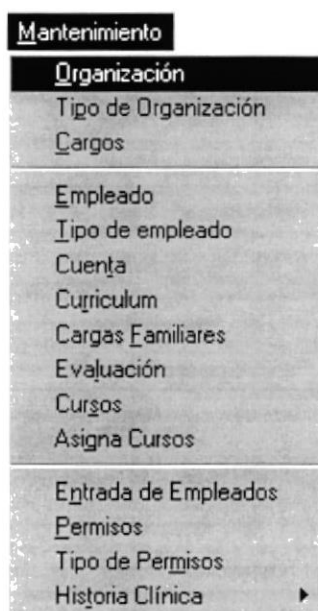 Mantenimiento
Organización
Tipo de Organización
Cargos
Empleado
Tipo de empleado
Cuenta
Curriculum
Cargas Familiares
Evaluación
Cursos
Asigna Cursos
Entrada de Empleados
Permisos
Tipo de Permisos
Historia Clínica